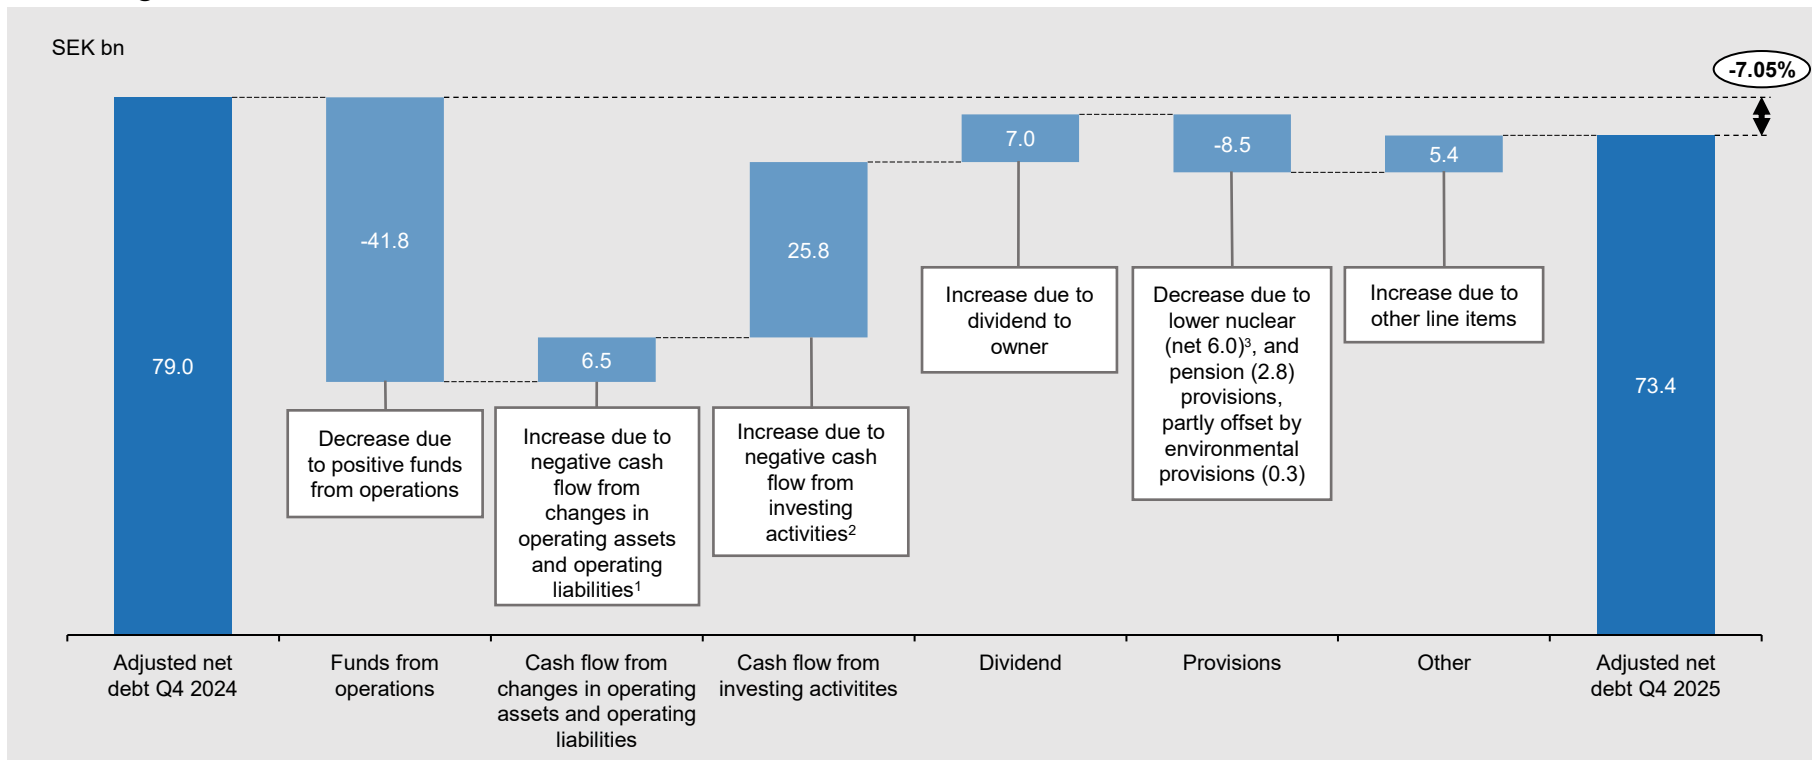 SEK bn
-7.05%
79.0
-41.8
6.5
25.8
7.0
-8.5
5.4
73.4
Decrease due
to positive funds
from operations
Increase due to
negative cash
flow from
changes in
operating assets
and operating
liabilities¹
Increase due to
negative cash
flow from
investing
activities²
Increase due to
dividend to
owner
Decrease due to
lower nuclear
(net 6.0)³, and
pension (2.8)
provisions,
partly offset by
environmental
provisions (0.3)
Increase due to
other line items
Adjusted net
debt Q4 2024
Funds from
operations
Cash flow from
changes in operating
assets and operating
liabilities
Cash flow from
investing activitites
Dividend
Provisions
Other
Adjusted net
debt Q4 2025